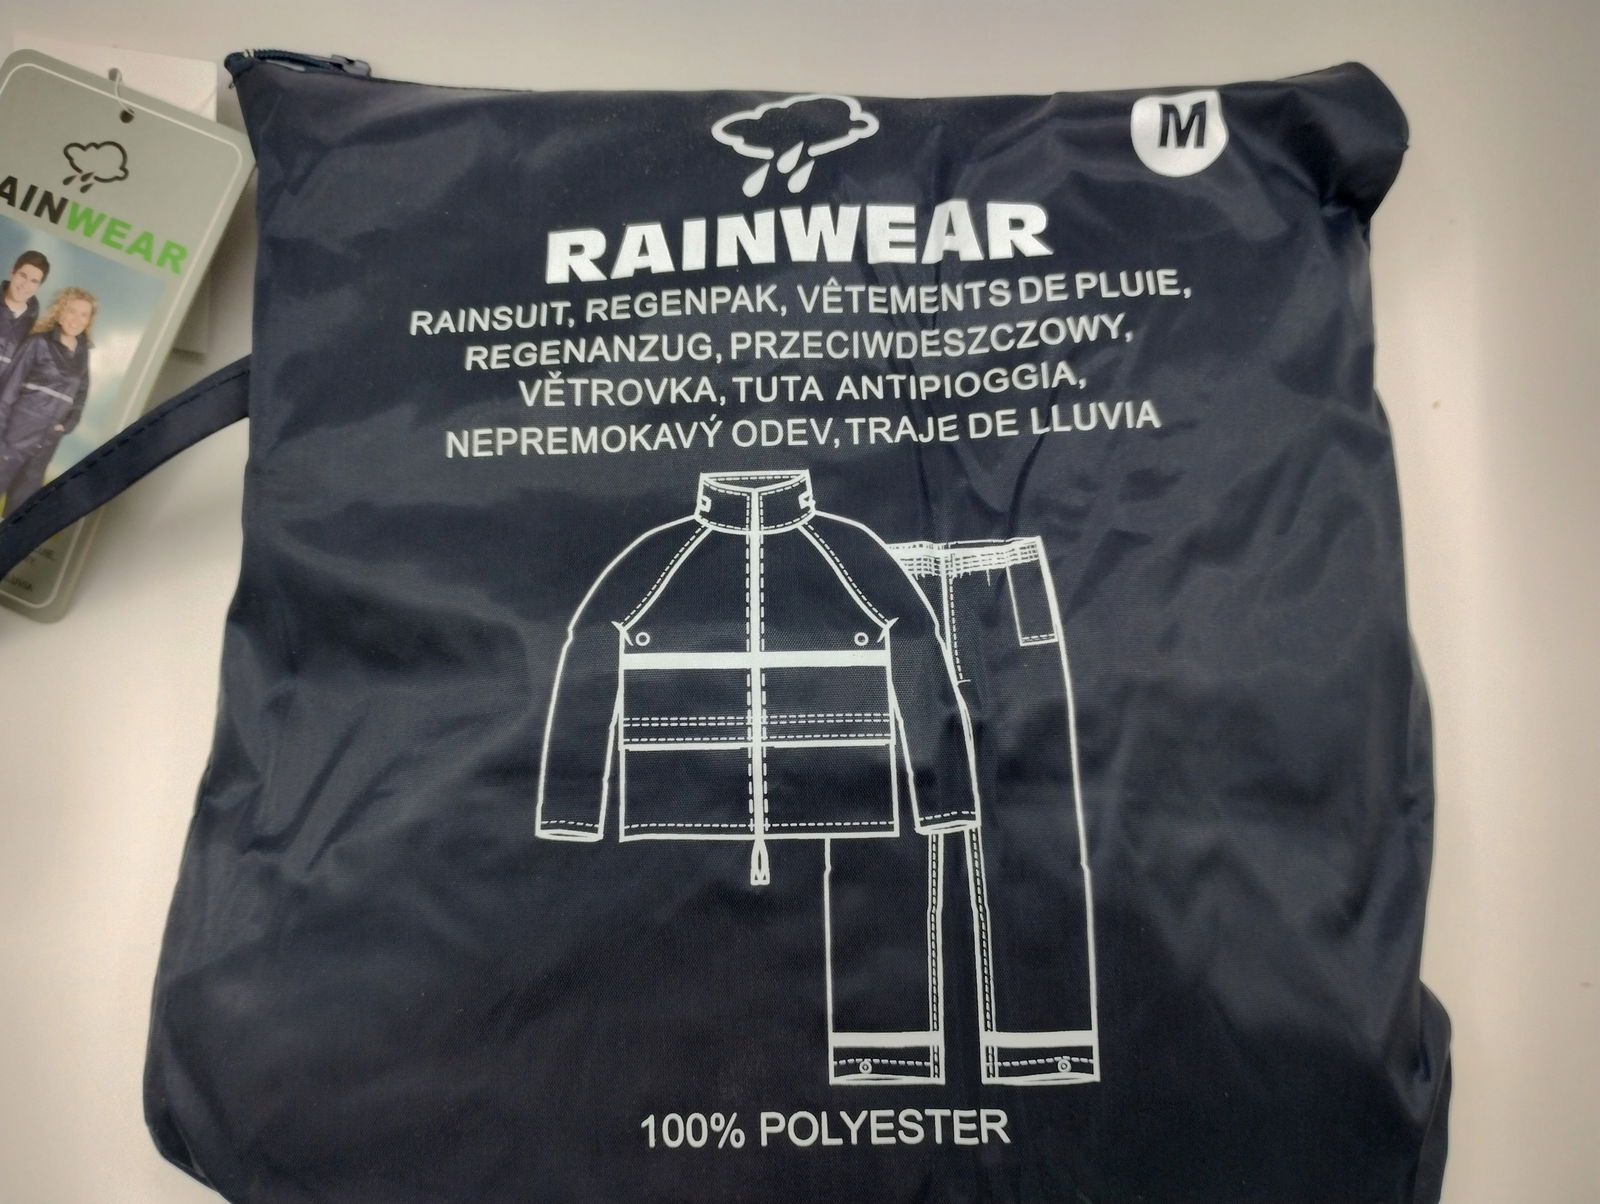 M
RAINWEAR
RAINSUIT, REGENPAK, VÊTEMENTS DE PLUIE,
REGENANZUG, PRZECIWDESZCZOWY,
VĚTROVKA, TUTA ANTIPIOGGIA,
NEPREMOKAVÝ ODEV, TRAJE DE LLUVIA
100% POLYESTER
AINWEAR